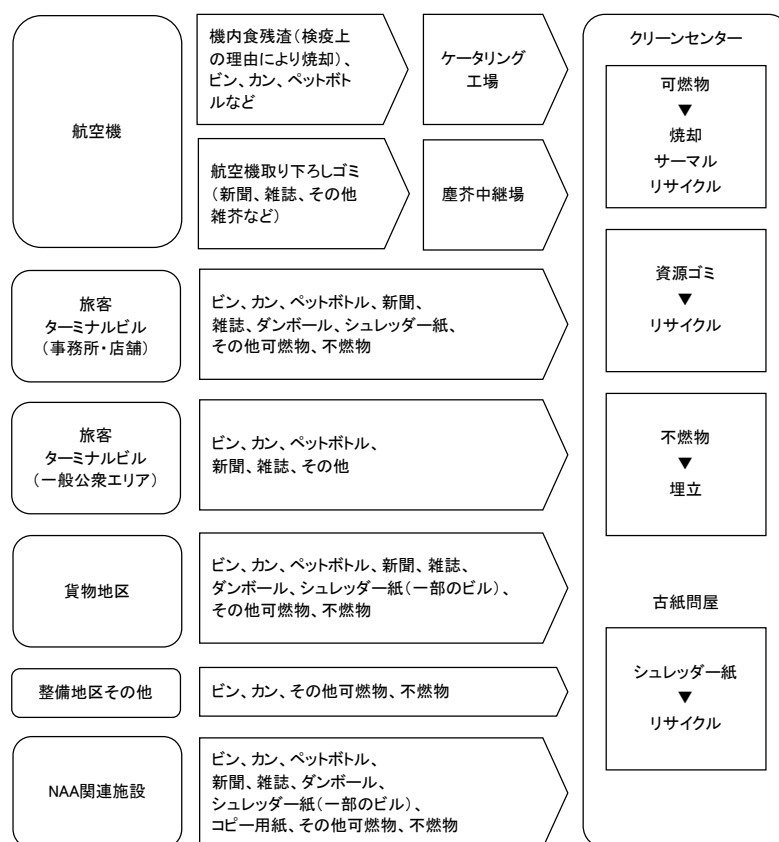 航空機
機内食残渣(検疫上
の理由により焼却)、
ビン、カン、ペットボト
ルなど
ケータリング
工場
航空機取り下ろしゴミ
(新聞、雑誌、その他
雑芥など)
塵芥中継場
旅客
ターミナルビル
(事務所・店舗)
ビン、カン、ペットボトル、新聞、
雑誌、ダンボール、シュレッダー紙、
その他可燃物、不燃物
旅客
ターミナルビル
(一般公衆エリア)
ビン、カン、ペットボトル、
新聞、雑誌、その他
貨物地区
ビン、カン、ペットボトル、新聞、雑誌、
ダンボール、シュレッダー紙(一部のビル)、
その他可燃物、不燃物
整備地区その他
ビン、カン、その他可燃物、不燃物
NAA関連施設
ビン、カン、ペットボトル、
新聞、雑誌、ダンボール、
シュレッダー紙(一部のビル)、
コピー用紙、その他可燃物、不燃物
クリーンセンター
可燃物
▼
焼却
サーマル
リサイクル
資源ゴミ
▼
リサイクル
不燃物
▼
埋立
古紙問屋
シュレッダー紙
▼
リサイクル